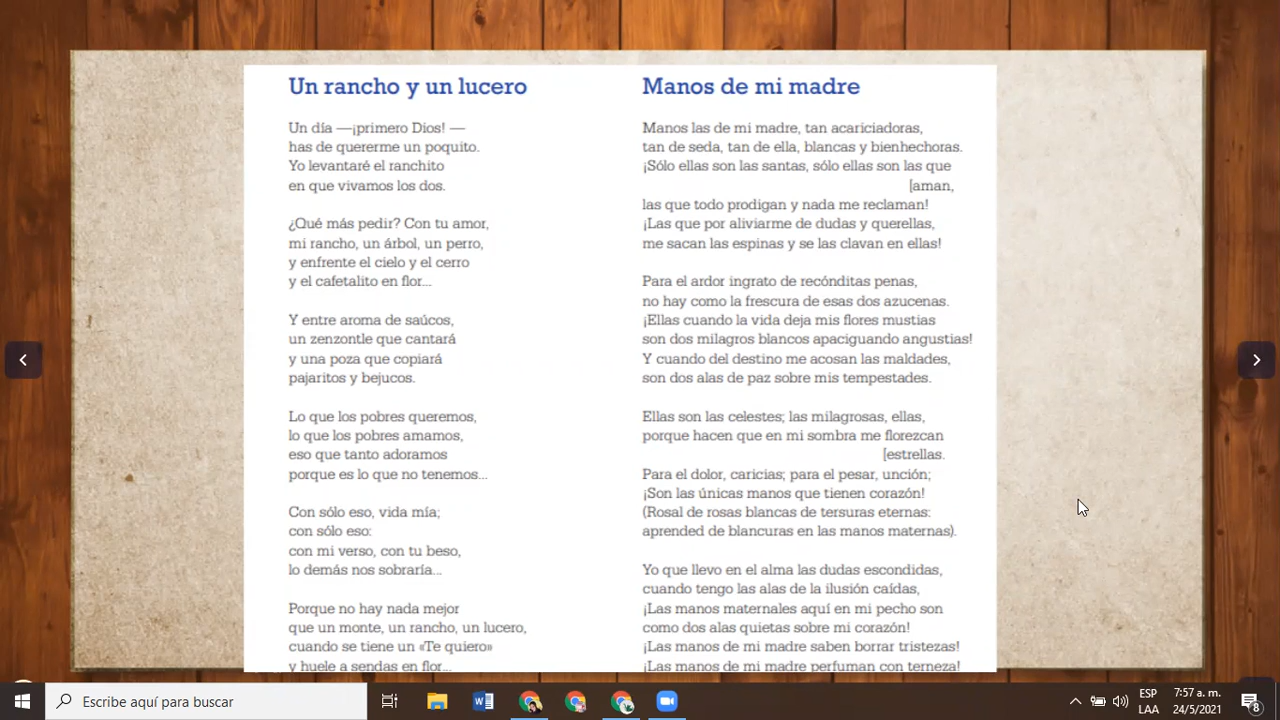 Un rancho y un lucero
Un día —¡primero Dios! —
has de quererme un poquito.
Yo levantaré el ranchito
en que vivamos los dos.
¿Qué más pedir? Con tu amor,
mi rancho, un árbol, un perro,
y enfrente el cielo y el cerro
y el cafetalito en flor...
Y entre aroma de saúcos,
un zenzontle que cantará
y una poza que copiará
pajaritos y bejucos.
Lo que los pobres queremos,
lo que los pobres amamos,
eso que tanto adoramos
porque es lo que no tenemos...
Con sólo eso, vida mía;
con sólo eso:
con mi verso, con tu beso,
lo demás nos sobraría...
Porque no hay nada mejor
que un monte, un rancho, un lucero,
cuando se tiene un «Te quiero»
y huele a sendas en flor...
Manos de mi madre
Manos las de mi madre, tan acariciadoras,
tan de seda, tan de ella, blancas y bienhechoras.
¡Sólo ellas son las santas, sólo ellas son las que
[aman,
las que todo prodigan y nada me reclaman!
¡Las que por aliviarme de dudas y querellas,
me sacan las espinas y se las clavan en ellas!
Para el ardor ingrato de recónditas penas,
no hay como la frescura de esas dos azucenas.
¡Ellas cuando la vida deja mis flores mustias
son dos milagros blancos apaciguando angustias!
Y cuando del destino me acosan las maldades,
son dos alas de paz sobre mis tempestades.
Ellas son las celestes; las milagrosas, ellas,
porque hacen que en mi sombra me florezcan
[estrellas.
Para el dolor, caricias; para el pesar, unción;
¡Son las únicas manos que tienen corazón!
(Rosal de rosas blancas de tersuras eternas:
aprended de blancuras en las manos maternas).
Yo que llevo en el alma las dudas escondidas,
cuando tengo las alas de la ilusión caídas,
¡Las manos maternales aquí en mi pecho son
como dos alas quietas sobre mi corazón!
¡Las manos de mi madre saben borrar tristezas!
¡Las manos de mi madre perfuman con terneza!
Escribe aquí para buscar
ESP
LAA
7:57 a. m.
24/5/2021
8